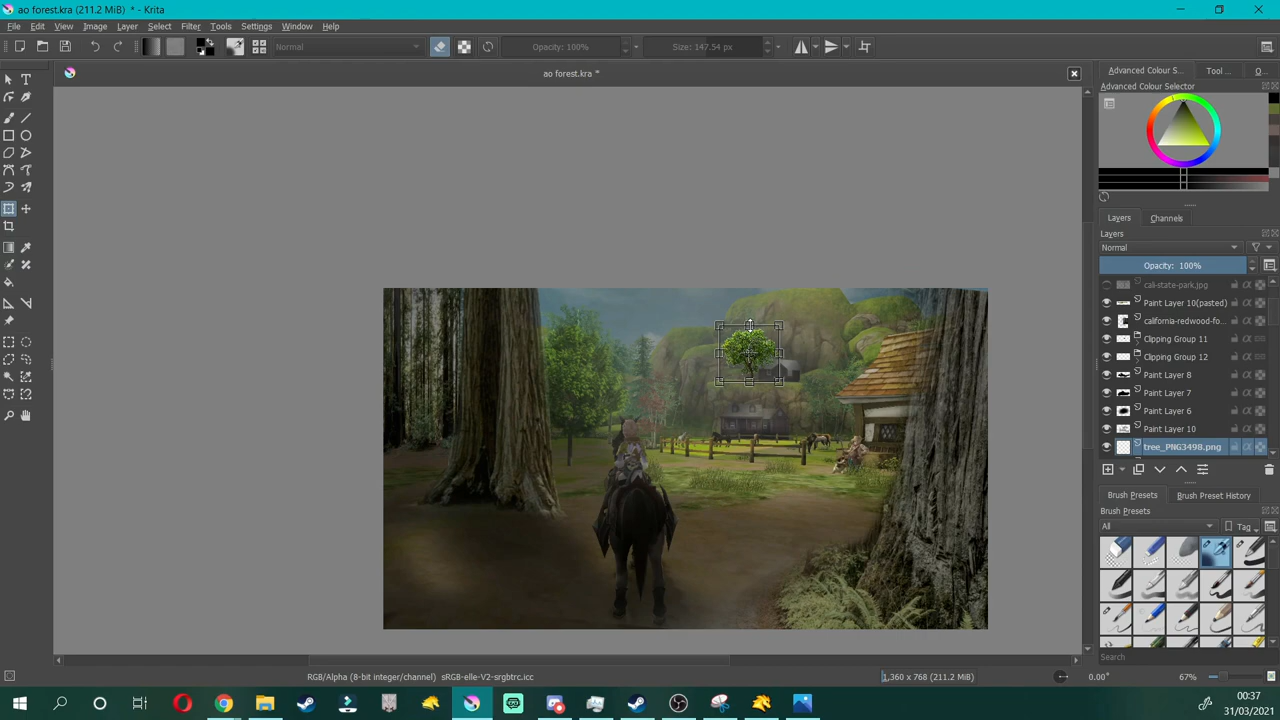 ao forest.kra (211.2 MiB) * - Krita
File Edit View Image Layer Select Filter Tools Settings Window Help
Normal Opacity: 100% Size: 147.54 px
ao forest.kra *
Advanced Colour S... Tool ... O...
Advanced Colour Selector
Layers Channels
Layers
Normal
Opacity: 100%
cali-state-park.jpg
Paint Layer 10(pasted)
california-redwood-fo...
Clipping Group 11
Clipping Group 12
Paint Layer 8
Paint Layer 7
Paint Layer 6
Paint Layer 10
tree_PNG3498.png
Brush Presets Brush Preset History
Brush Presets
All Tag
Search
RGB/Alpha (8-bit integer/channel) sRGB-elle-V2-srgbtrc.icc 1,360 x 768 (211.2 MiB) 0.00° 67%
00:37
31/03/2021